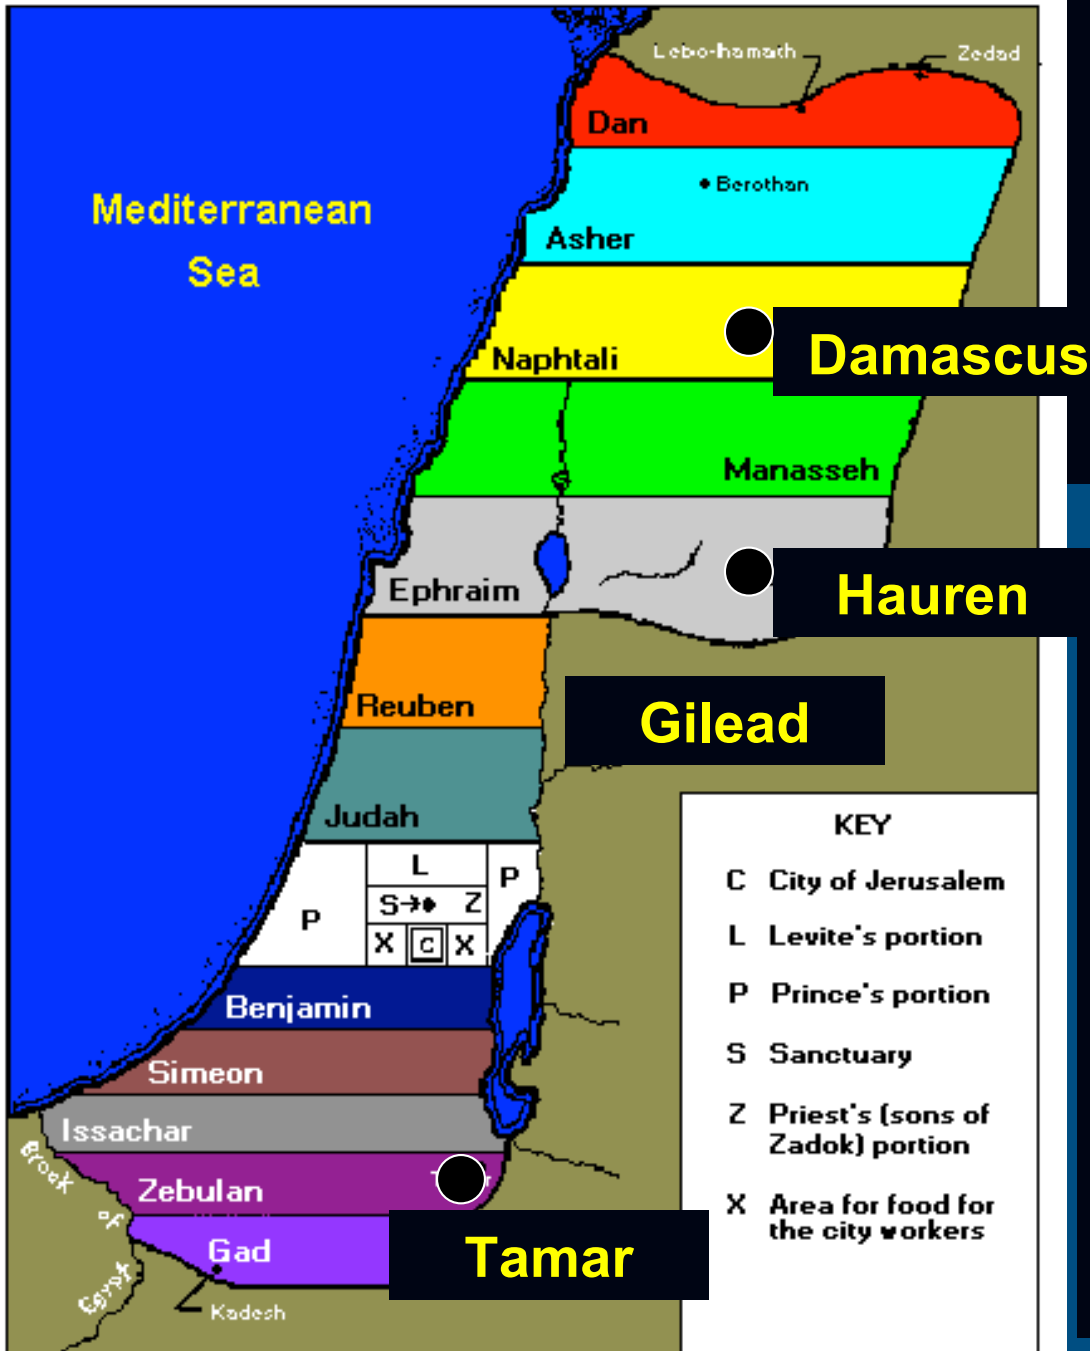 Lebo-hamath
Zedad
Dan
Berothan
Mediterranean
Sea
Asher
Naphtali
Damascus
Manasseh
Ephraim
Hauren
Reuben
Gilead
Judah
L
P
S Z
P
X C X
Benjamin
Simeon
Issachar
Brook
of
Egypt
Zebulan
Gad
Tamar
Kadesh
KEY
C City of Jerusalem
L Levite's portion
P Prince's portion
S Sanctuary
Z Priest's (sons of
Zadok) portion
X Area for food for
the city workers